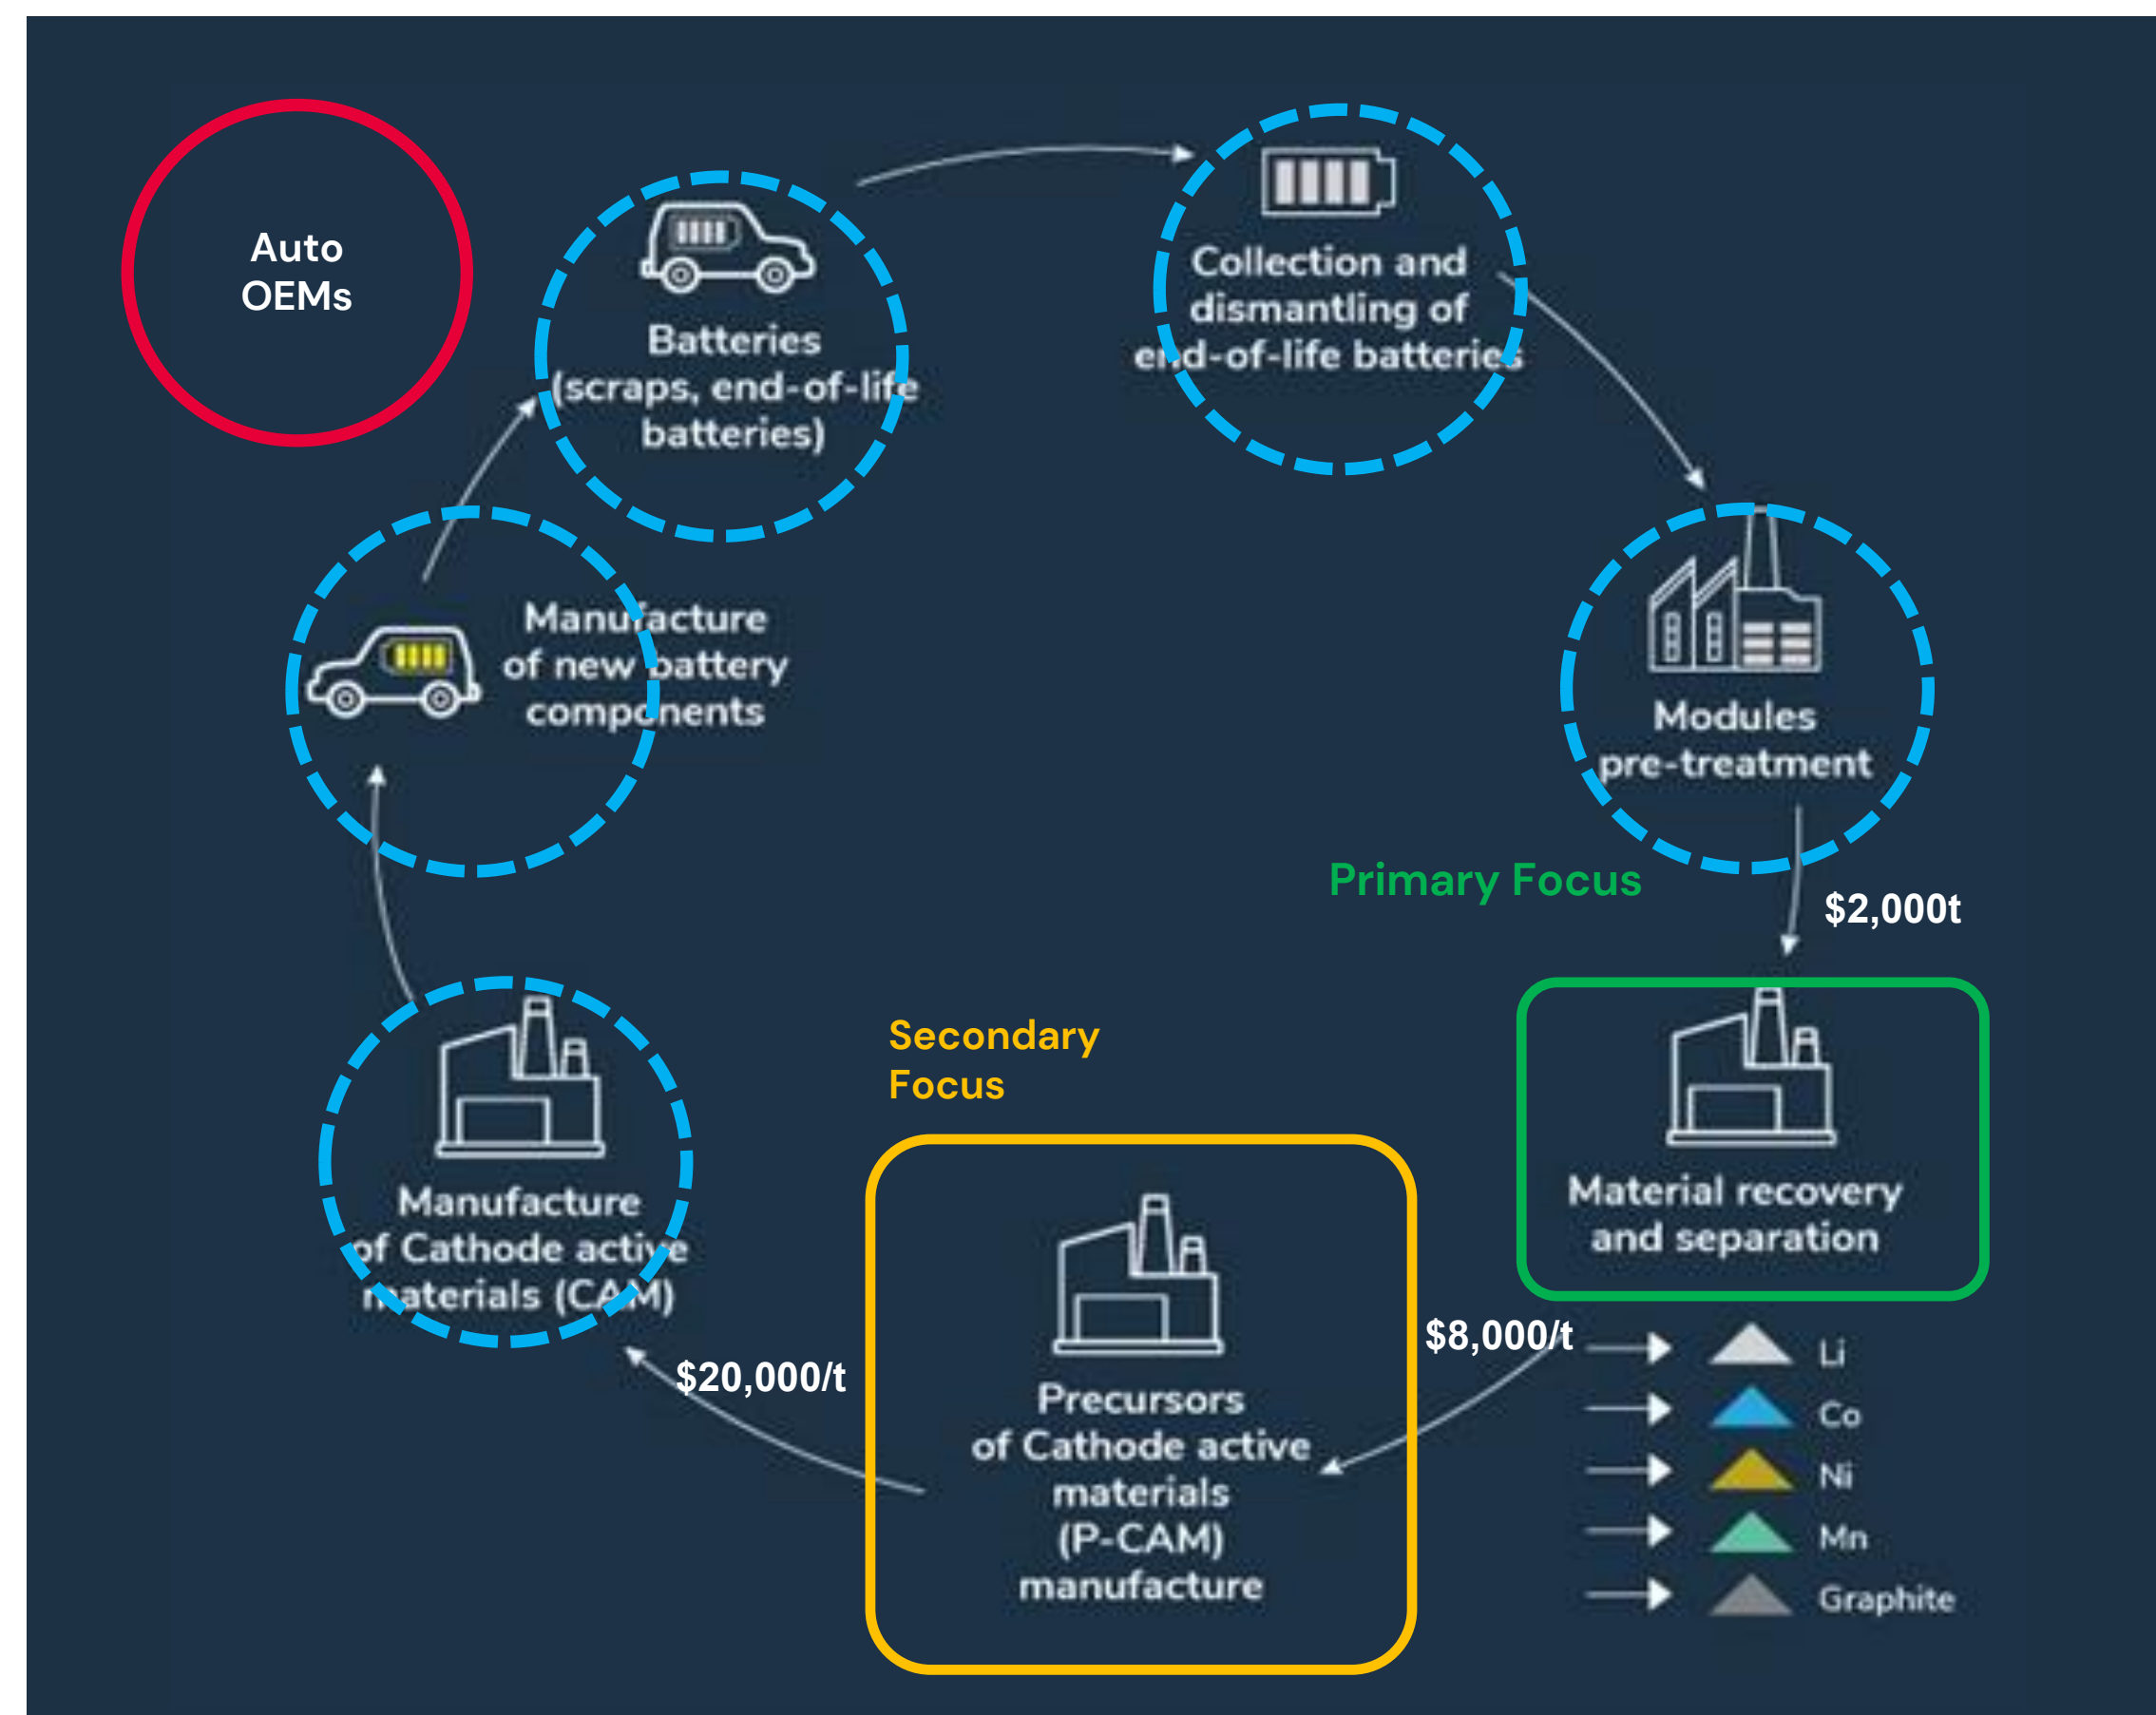 Auto
OEMs
Batteries
(scraps, end-of-life
batteries)
Collection and
dismantling of
end-of-life batteries
Modules
pre-treatment
Primary Focus
$2,000t
Material recovery
and separation
Li
Co
Ni
Mn
Graphite
$8,000/t
Secondary
Focus
Precursors
of Cathode active
materials
(P-CAM)
manufacture
$20,000/t
Manufacture
of Cathode active
materials (CAM)
Manufacture
of new battery
components